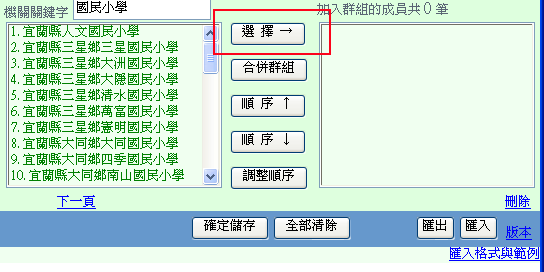 機關關鍵字 國民小學
加入群組的成員共 0 筆
1. 宜蘭縣人文國民小學
2. 宜蘭縣三星鄉三星國民小學
3. 宜蘭縣三星鄉大洲國民小學
4. 宜蘭縣三星鄉大隱國民小學
5. 宜蘭縣三星鄉清水國民小學
6. 宜蘭縣三星鄉萬富國民小學
7. 宜蘭縣三星鄉憲明國民小學
8. 宜蘭縣大同鄉大同國民小學
9. 宜蘭縣大同鄉四季國民小學
10. 宜蘭縣大同鄉南山國民小學
選 擇 →
合併群組
順 序 ↑
順 序 ↓
調整順序
下一頁
刪除
確定儲存 全部清除 匯出 匯入 版本
匯入格式與範例